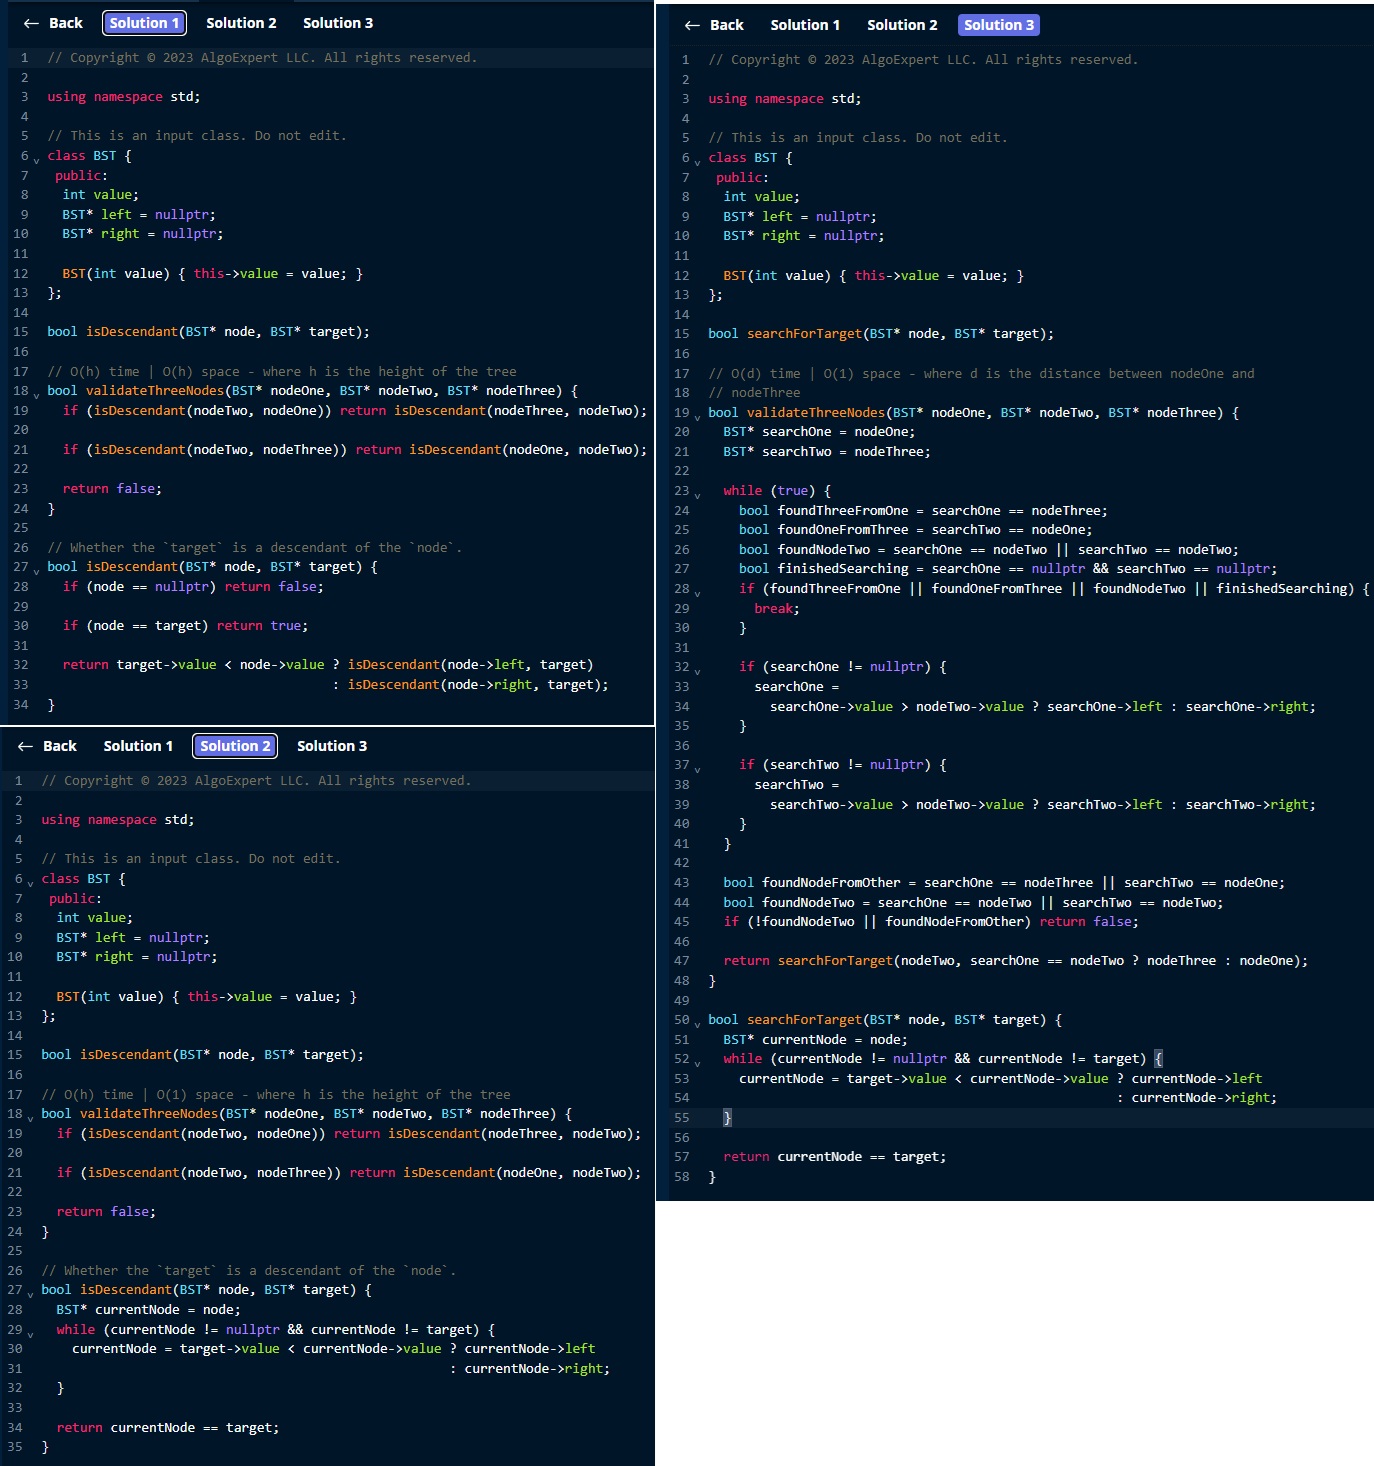 ← Back Solution 1 Solution 2 Solution 3
1 // Copyright © 2023 AlgoExpert LLC. All rights reserved.
2
3 using namespace std;
4
5 // This is an input class. Do not edit.
6 class BST {
7  public:
8   int value;
9   BST* left = nullptr;
10   BST* right = nullptr;
11
12   BST(int value) { this->value = value; }
13 };
14
15 bool isDescendant(BST* node, BST* target);
16
17 // O(h) time | O(h) space - where h is the height of the tree
18 bool validateThreeNodes(BST* nodeOne, BST* nodeTwo, BST* nodeThree) {
19   if (isDescendant(nodeTwo, nodeOne)) return isDescendant(nodeThree, nodeTwo);
20
21   if (isDescendant(nodeTwo, nodeThree)) return isDescendant(nodeOne, nodeTwo);
22
23   return false;
24 }
25
26 // Whether the `target` is a descendant of the `node`.
27 bool isDescendant(BST* node, BST* target) {
28   if (node == nullptr) return false;
29
30   if (node == target) return true;
31
32   return target->value < node->value ? isDescendant(node->left, target)
33                                      : isDescendant(node->right, target);
34 }
← Back Solution 1 Solution 2 Solution 3
1 // Copyright © 2023 AlgoExpert LLC. All rights reserved.
2
3 using namespace std;
4
5 // This is an input class. Do not edit.
6 class BST {
7  public:
8   int value;
9   BST* left = nullptr;
10   BST* right = nullptr;
11
12   BST(int value) { this->value = value; }
13 };
14
15 bool isDescendant(BST* node, BST* target);
16
17 // O(h) time | O(1) space - where h is the height of the tree
18 bool validateThreeNodes(BST* nodeOne, BST* nodeTwo, BST* nodeThree) {
19   if (isDescendant(nodeTwo, nodeOne)) return isDescendant(nodeThree, nodeTwo);
20
21   if (isDescendant(nodeTwo, nodeThree)) return isDescendant(nodeOne, nodeTwo);
22
23   return false;
24 }
25
26 // Whether the `target` is a descendant of the `node`.
27 bool isDescendant(BST* node, BST* target) {
28   BST* currentNode = node;
29   while (currentNode != nullptr && currentNode != target) {
30     currentNode = target->value < currentNode->value ? currentNode->left
31                                                      : currentNode->right;
32   }
33
34   return currentNode == target;
35 }
← Back Solution 1 Solution 2 Solution 3
1 // Copyright © 2023 AlgoExpert LLC. All rights reserved.
2
3 using namespace std;
4
5 // This is an input class. Do not edit.
6 class BST {
7  public:
8   int value;
9   BST* left = nullptr;
10   BST* right = nullptr;
11
12   BST(int value) { this->value = value; }
13 };
14
15 bool searchForTarget(BST* node, BST* target);
16
17 // O(d) time | O(1) space - where d is the distance between nodeOne and
18 // nodeThree
19 bool validateThreeNodes(BST* nodeOne, BST* nodeTwo, BST* nodeThree) {
20   BST* searchOne = nodeOne;
21   BST* searchTwo = nodeThree;
22
23   while (true) {
24     bool foundThreeFromOne = searchOne == nodeThree;
25     bool foundOneFromThree = searchTwo == nodeOne;
26     bool foundNodeTwo = searchOne == nodeTwo || searchTwo == nodeTwo;
27     bool finishedSearching = searchOne == nullptr && searchTwo == nullptr;
28     if (foundThreeFromOne || foundOneFromThree || foundNodeTwo || finishedSearching) {
29       break;
30     }
31
32     if (searchOne != nullptr) {
33       searchOne =
34         searchOne->value > nodeTwo->value ? searchOne->left : searchOne->right;
35     }
36
37     if (searchTwo != nullptr) {
38       searchTwo =
39         searchTwo->value > nodeTwo->value ? searchTwo->left : searchTwo->right;
40     }
41   }
42
43   bool foundNodeFromOther = searchOne == nodeThree || searchTwo == nodeOne;
44   bool foundNodeTwo = searchOne == nodeTwo || searchTwo == nodeTwo;
45   if (!foundNodeTwo || foundNodeFromOther) return false;
46
47   return searchForTarget(nodeTwo, searchOne == nodeTwo ? nodeThree : nodeOne);
48 }
49
50 bool searchForTarget(BST* node, BST* target) {
51   BST* currentNode = node;
52   while (currentNode != nullptr && currentNode != target) {
53     currentNode = target->value < currentNode->value ? currentNode->left
54                                                      : currentNode->right;
55   }
56
57   return currentNode == target;
58 }